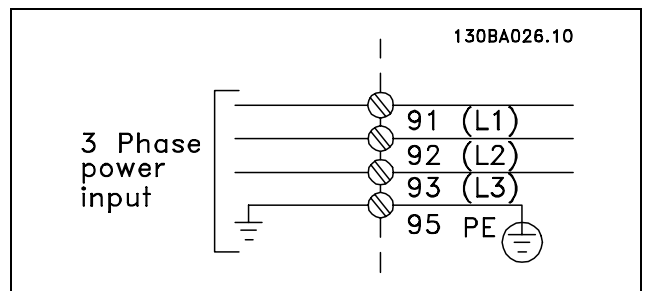 130BA026.10
3 Phase
power
input
91 (L1)
92 (L2)
93 (L3)
95 PE